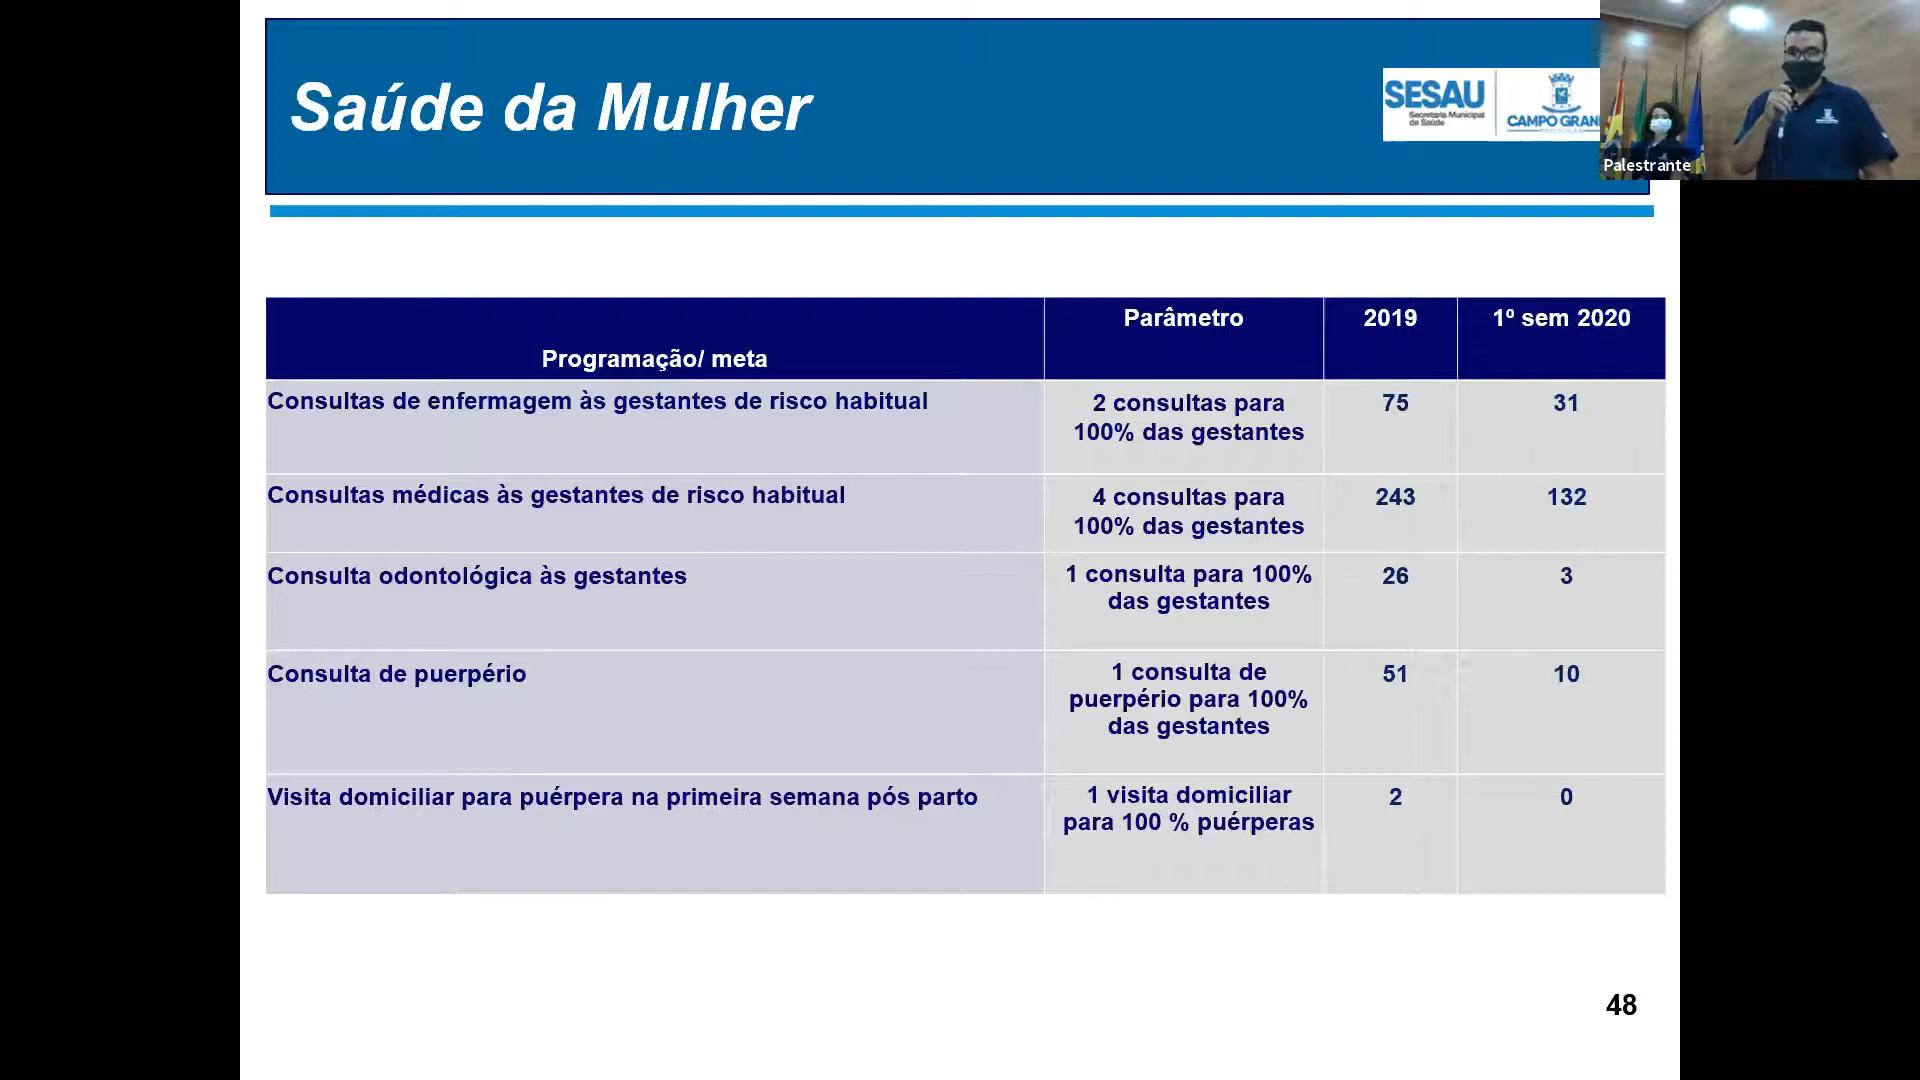 Saúde da Mulher
SESAU
Secretaria Municipal
de Saúde
CAMPO GRAN
Palestrante
Programação/ meta
Parâmetro
2019
1º sem 2020
Consultas de enfermagem às gestantes de risco habitual
2 consultas para
100% das gestantes
75
31
Consultas médicas às gestantes de risco habitual
4 consultas para
100% das gestantes
243
132
Consulta odontológica às gestantes
1 consulta para 100%
das gestantes
26
3
Consulta de puerpério
1 consulta de
puerpério para 100%
das gestantes
51
10
Visita domiciliar para puérpera na primeira semana pós parto
1 visita domiciliar
para 100 % puérperas
2
0
48